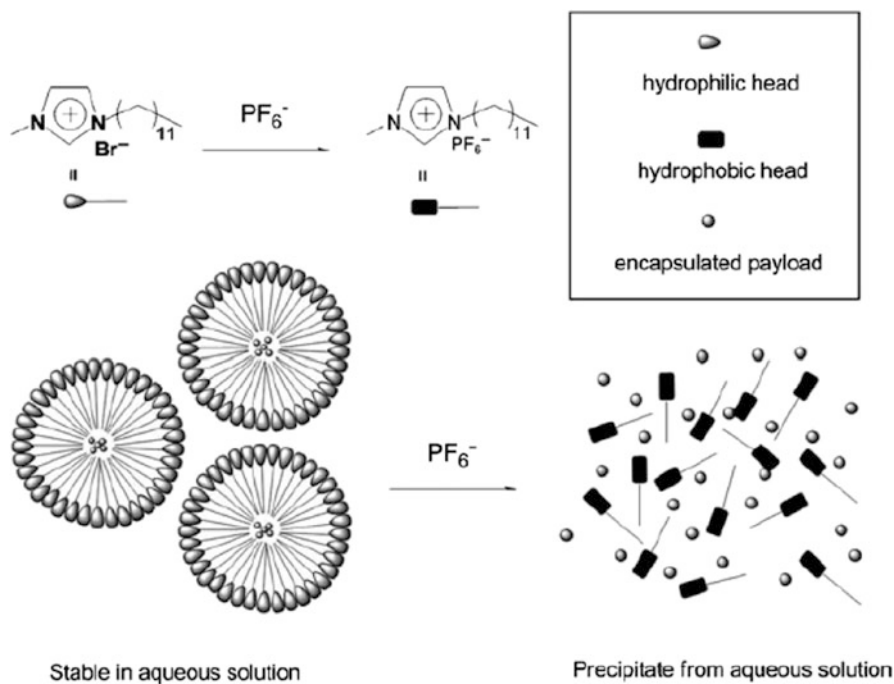 N
N
11
Br⁻
PF₆⁻
N
N
11
PF₆⁻
hydrophilic head
hydrophobic head
encapsulated payload
PF₆⁻
Stable in aqueous solution
Precipitate from aqueous solution